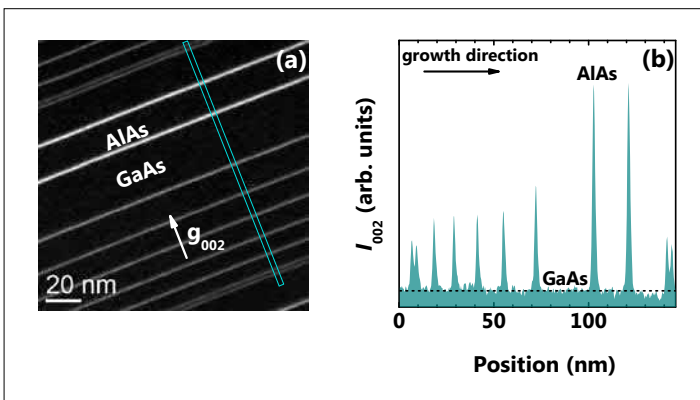 (a)
AlAs
GaAs
g002
20 nm
(b)
growth direction
AlAs
GaAs
I002 (arb. units)
0 50 100
Position (nm)